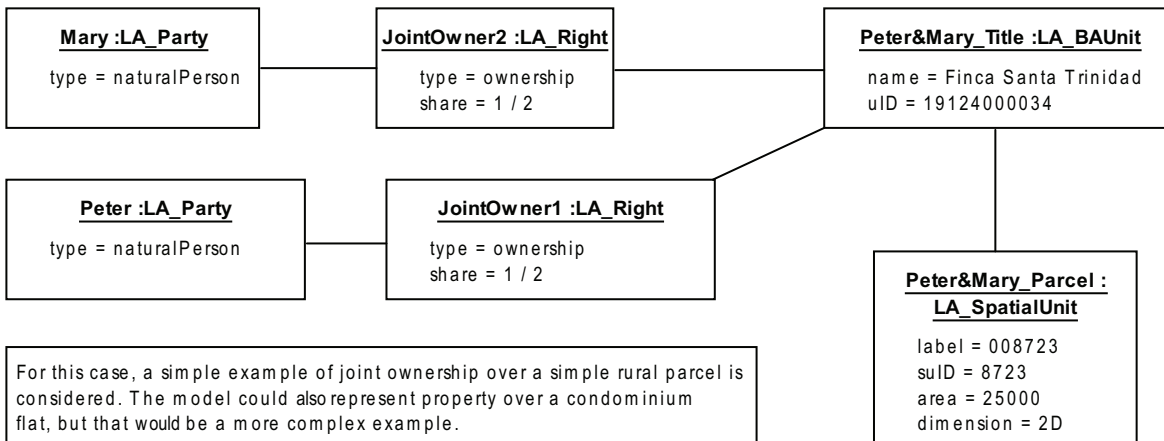 Mary :LA_Party
type = naturalPerson
JointOwner2 :LA_Right
type = ownership
share = 1 / 2
Peter&Mary_Title :LA_BAUnit
name = Finca Santa Trinidad
uID = 19124000034
Peter :LA_Party
type = naturalPerson
JointOwner1 :LA_Right
type = ownership
share = 1 / 2
Peter&Mary_Parcel :
LA_SpatialUnit
label = 008723
suID = 8723
area = 25000
dimension = 2D
For this case, a simple example of joint ownership over a simple rural parcel is
considered. The model could also represent property over a condominium
flat, but that would be a more complex example.